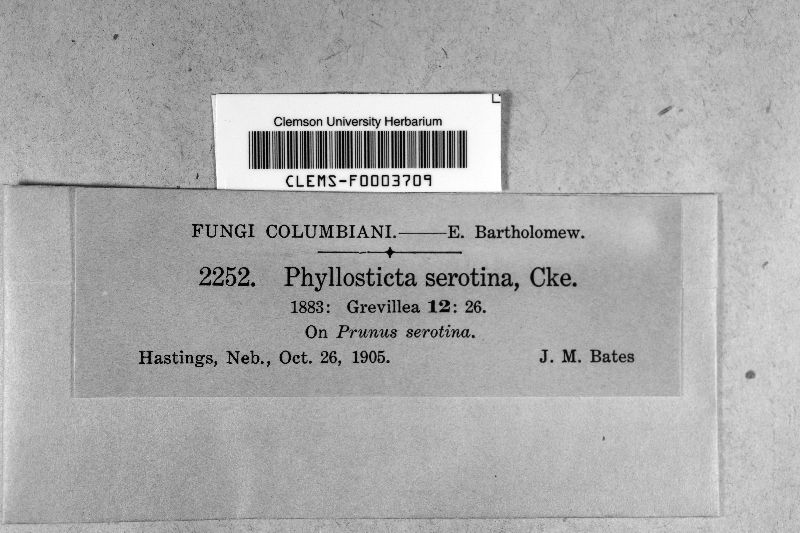 Clemson University Herbarium
CLEMS-F0003709
FUNGI COLUMBIANI.——E. Bartholomew.
2252. Phyllosticta serotina, Cke.
1883: Grevillea 12: 26.
On Prunus serotina.
Hastings, Neb., Oct. 26, 1905. J. M. Bates